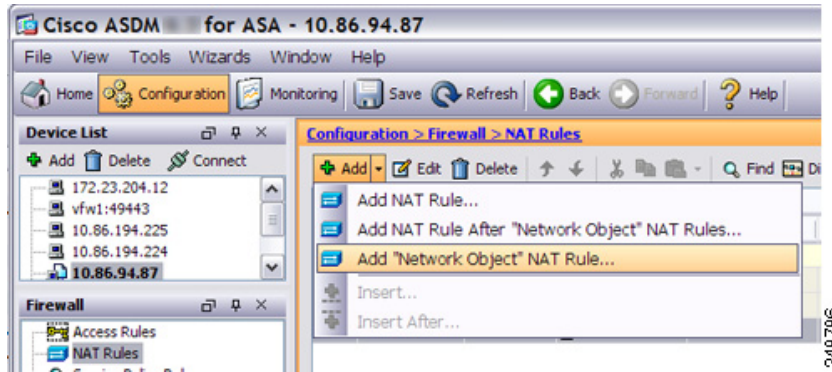 Cisco ASDM for ASA - 10.86.94.87
File View Tools Wizards Window Help
Home Configuration Monitoring Save Refresh Back Forward Help
Device List
Add Delete Connect
172.23.204.12
vfw1:49443
10.86.194.225
10.86.194.224
10.86.94.87
Firewall
Access Rules
NAT Rules
Configuration > Firewall > NAT Rules
Add Edit Delete Find Di
Add NAT Rule...
Add NAT Rule After "Network Object" NAT Rules...
Add "Network Object" NAT Rule...
Insert...
Insert After...